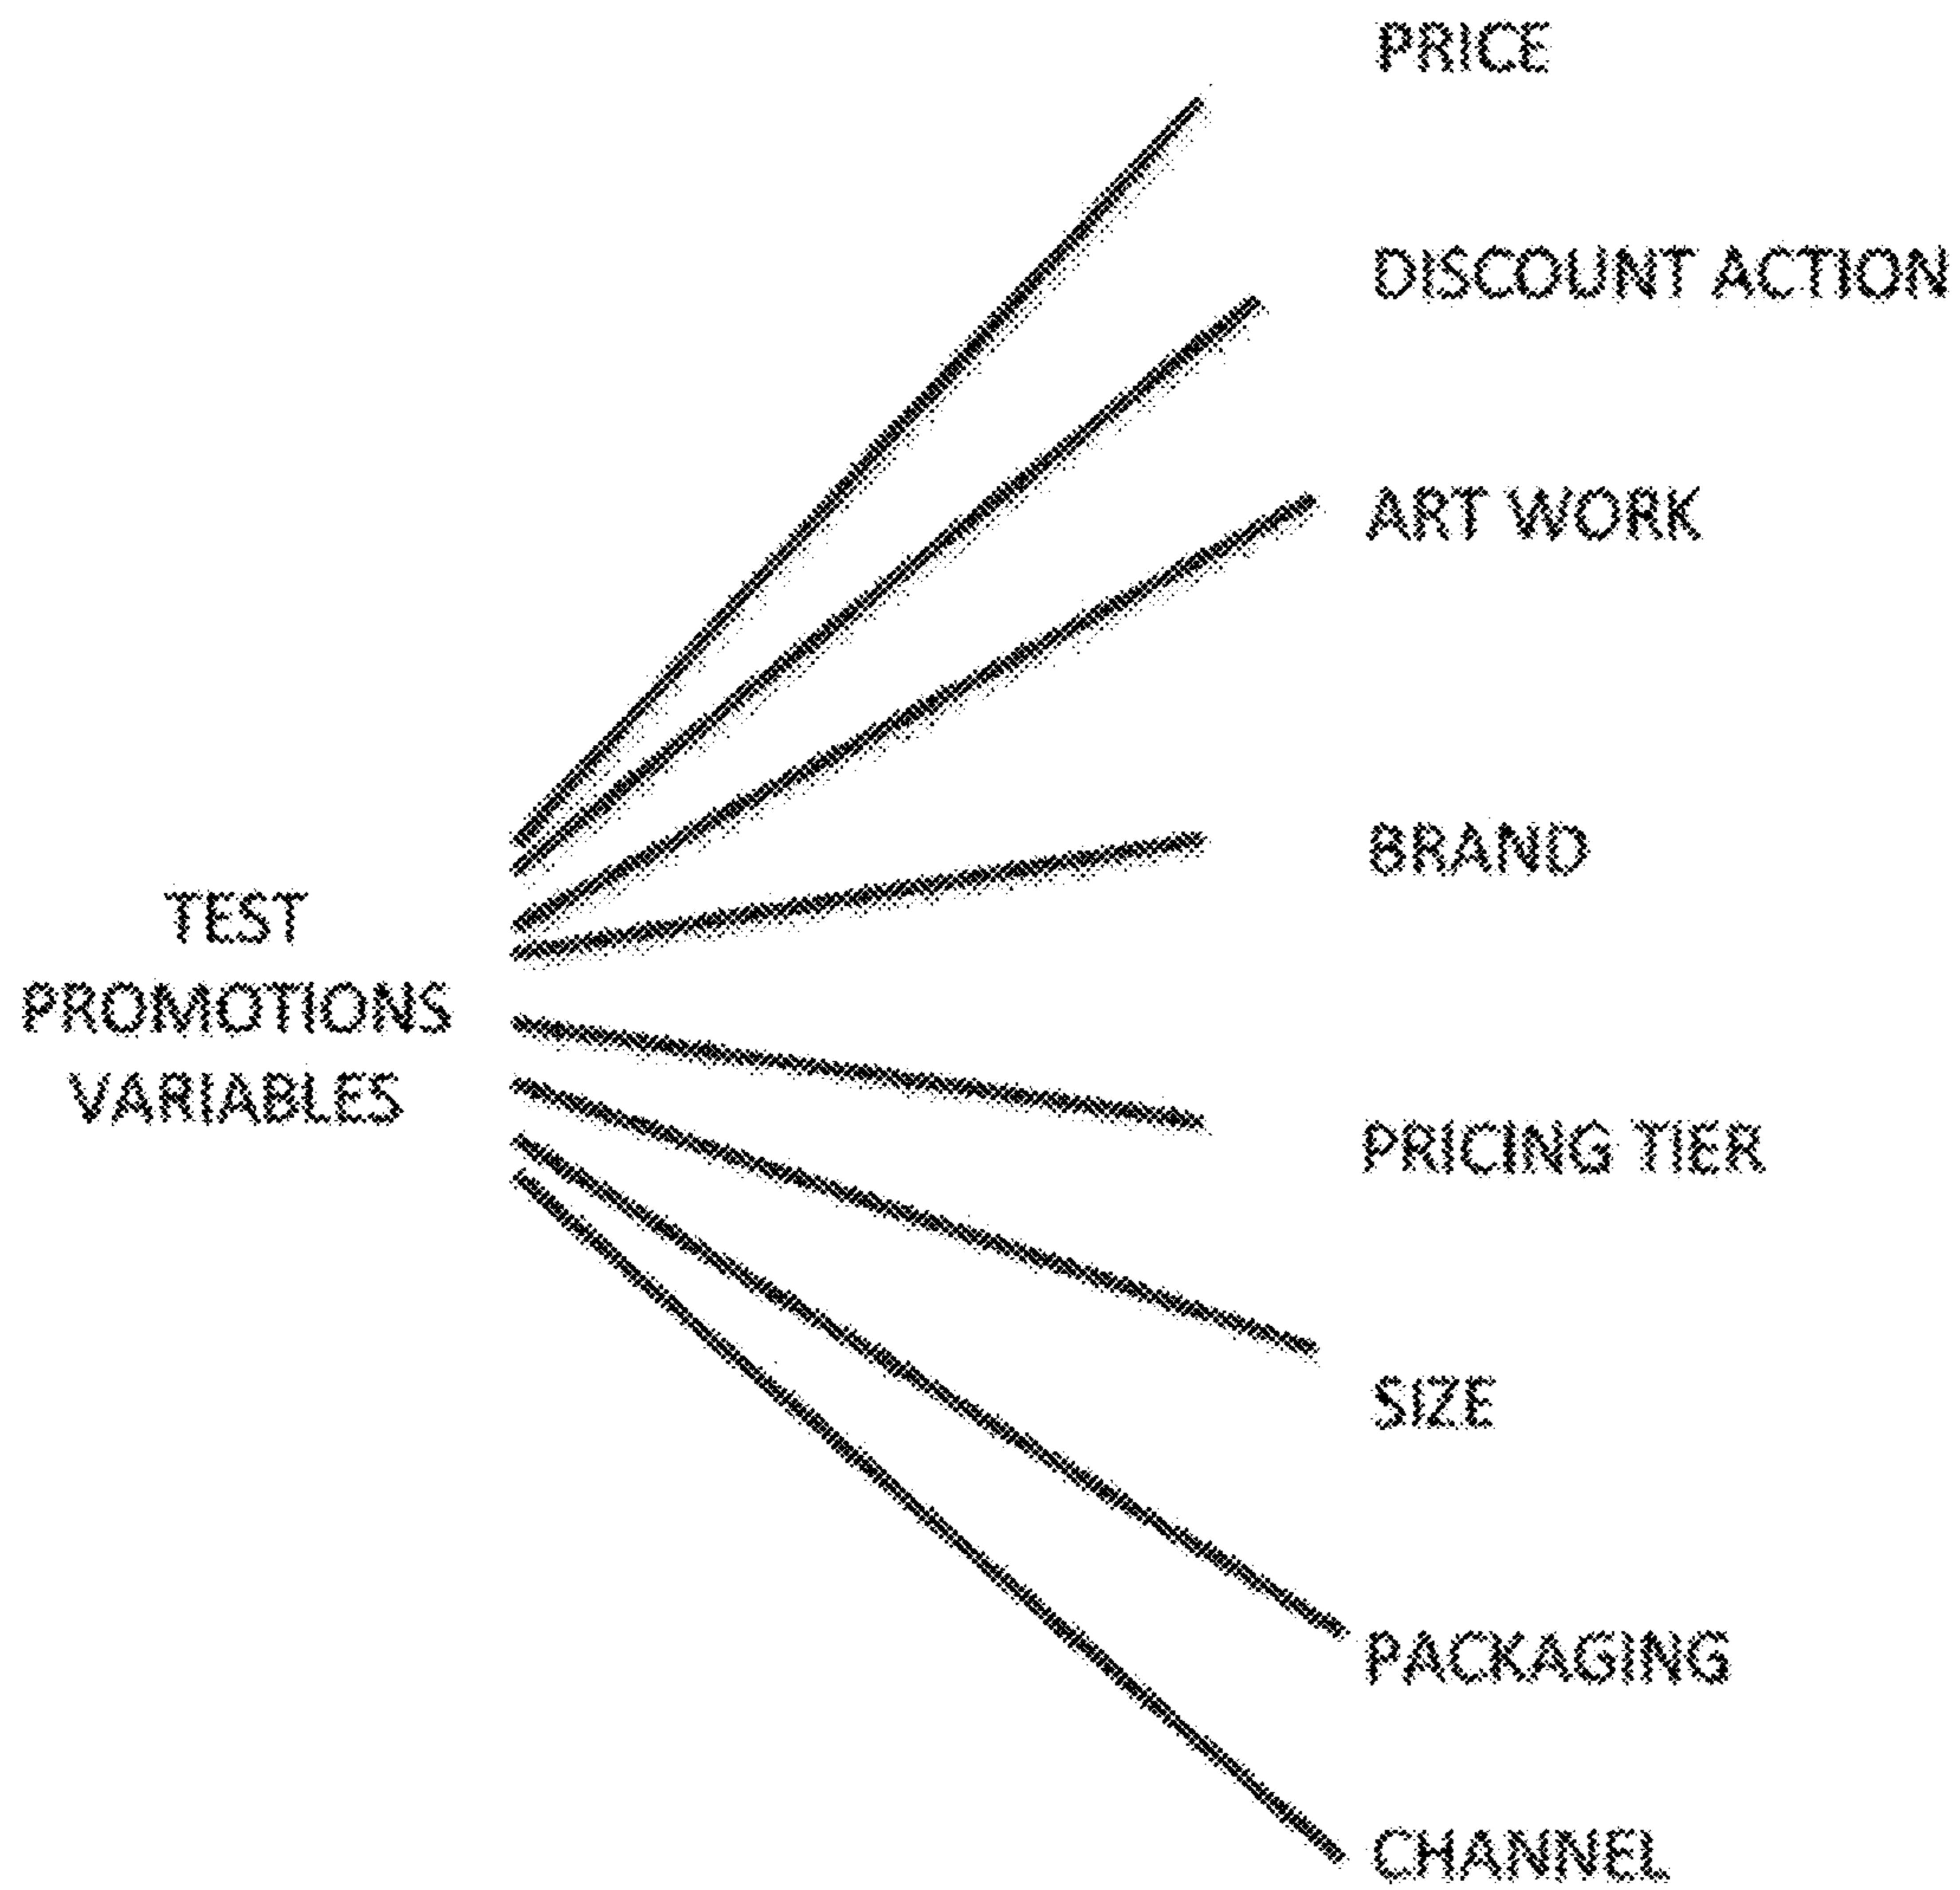 PRICE
DISCOUNT ACTION
ART WORK
BRAND
TEST
PROMOTIONS
VARIABLES
PRICING TIER
SIZE
PACKAGING
CHANNEL